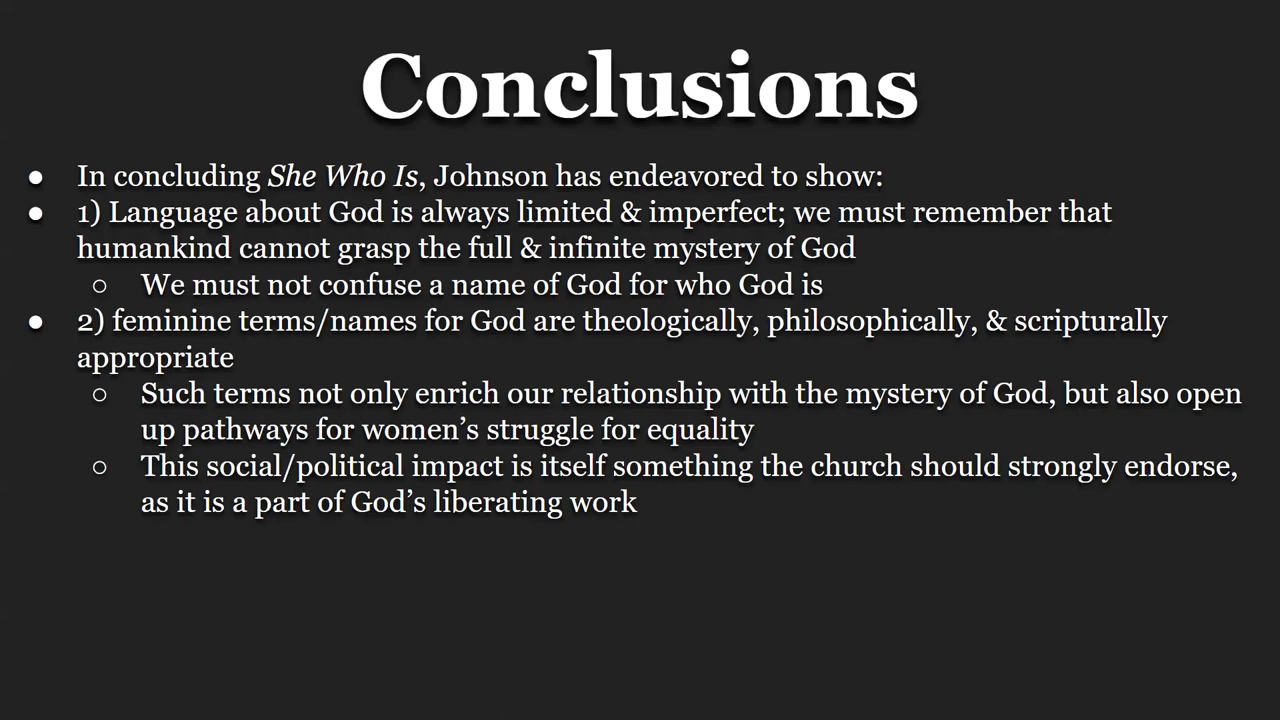 Conclusions
● In concluding She Who Is, Johnson has endeavored to show:
● 1) Language about God is always limited & imperfect; we must remember that
humankind cannot grasp the full & infinite mystery of God
○ We must not confuse a name of God for who God is
● 2) feminine terms/names for God are theologically, philosophically, & scripturally
appropriate
○ Such terms not only enrich our relationship with the mystery of God, but also open
up pathways for women’s struggle for equality
○ This social/political impact is itself something the church should strongly endorse,
as it is a part of God’s liberating work